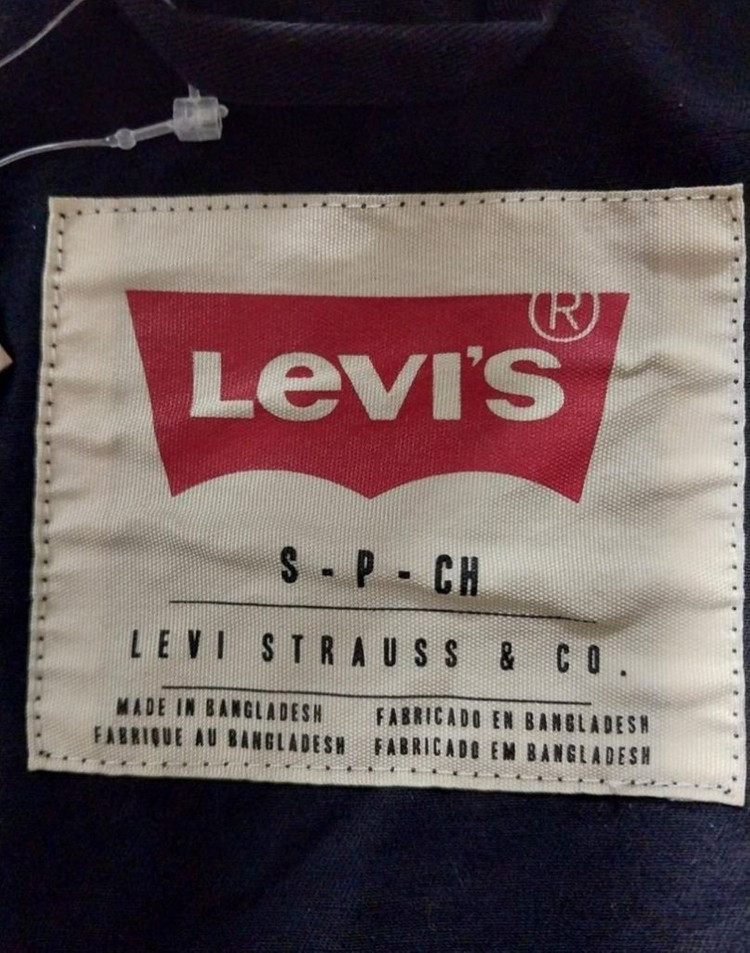 LEVI'S ®
S - P - CH
LEVI STRAUSS & CO.
MADE IN BANGLADESH FABRICADO EN BANGLADESH
FABRIQUE AU BANGLADESH FABRICADO EM BANGLADESH